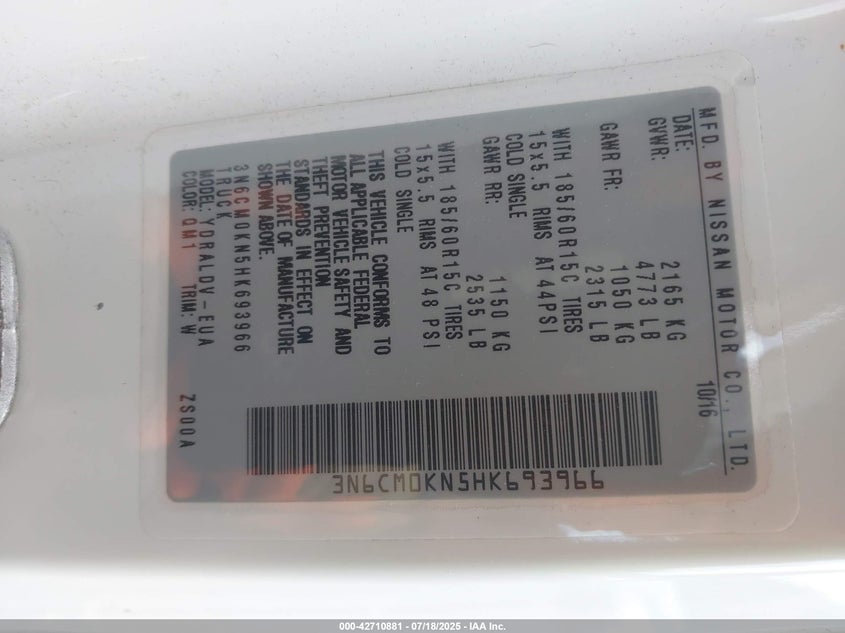 MFD. BY NISSAN MOTOR CO., LTD.
DATE: 10/16
GVWR: 2165 KG
4773 LB
GAWR FR: 1050 KG
2315 LB
WITH 185/60R15C TIRES
15x5.5 RIMS AT 44PSI
COLD SINGLE
GAWR RR: 1150 KG
2535 LB
WITH 185/60R15C TIRES
15x5.5 RIMS AT 48 PSI
COLD SINGLE
THIS VEHICLE CONFORMS TO
ALL APPLICABLE FEDERAL
MOTOR VEHICLE SAFETY AND
THEFT PREVENTION
STANDARDS IN EFFECT ON
THE DATE OF MANUFACTURE
SHOWN ABOVE.
3N6CM0KN5HK693966
TRUCK
MODEL: YDRALDV-EUA
COLOR: QM1 TRIM: W ZS00A
3N6CM0KN5HK693966
000-42710881 - 07/18/2025 - IAA Inc.